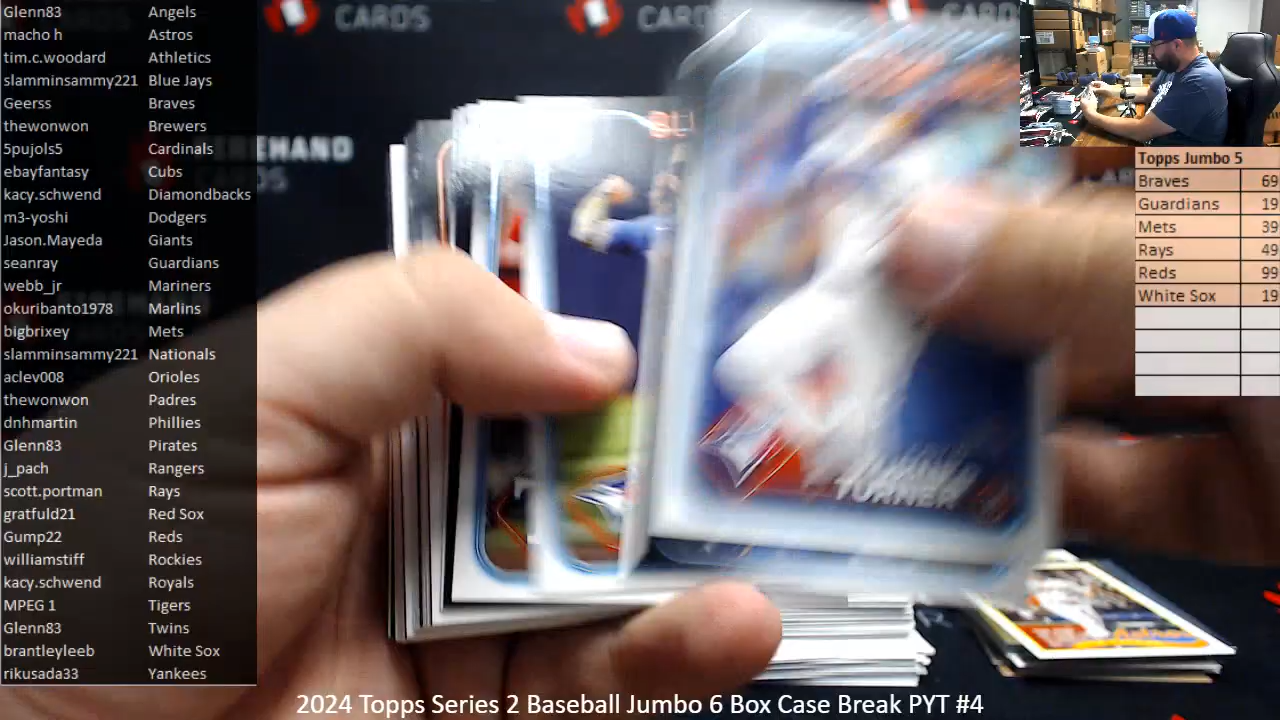 Glenn83 Angels
macho h Astros
tim.c.woodard Athletics
slamminsammy221 Blue Jays
Geerss Braves
thewonwon Brewers
5pujols5 Cardinals
ebayfantasy Cubs
kacy.schwend Diamondbacks
m3-yoshi Dodgers
Jason.Mayeda Giants
seanray Guardians
webb_jr Mariners
okuribanto1978 Marlins
bigbrixey Mets
slamminsammy221 Nationals
aclev008 Orioles
thewonwon Padres
dnhmartin Phillies
Glenn83 Pirates
j_pach Rangers
scott.portman Rays
gratfuld21 Red Sox
Gump22 Reds
williamstiff Rockies
kacy.schwend Royals
MPEG 1 Tigers
Glenn83 Twins
brantleyleeb White Sox
rikusada33 Yankees
CARDS
TURNER
Topps Jumbo 5
Braves 69
Guardians 19
Mets 39
Rays 49
Reds 99
White Sox 19
2024 Topps Series 2 Baseball Jumbo 6 Box Case Break PYT #4